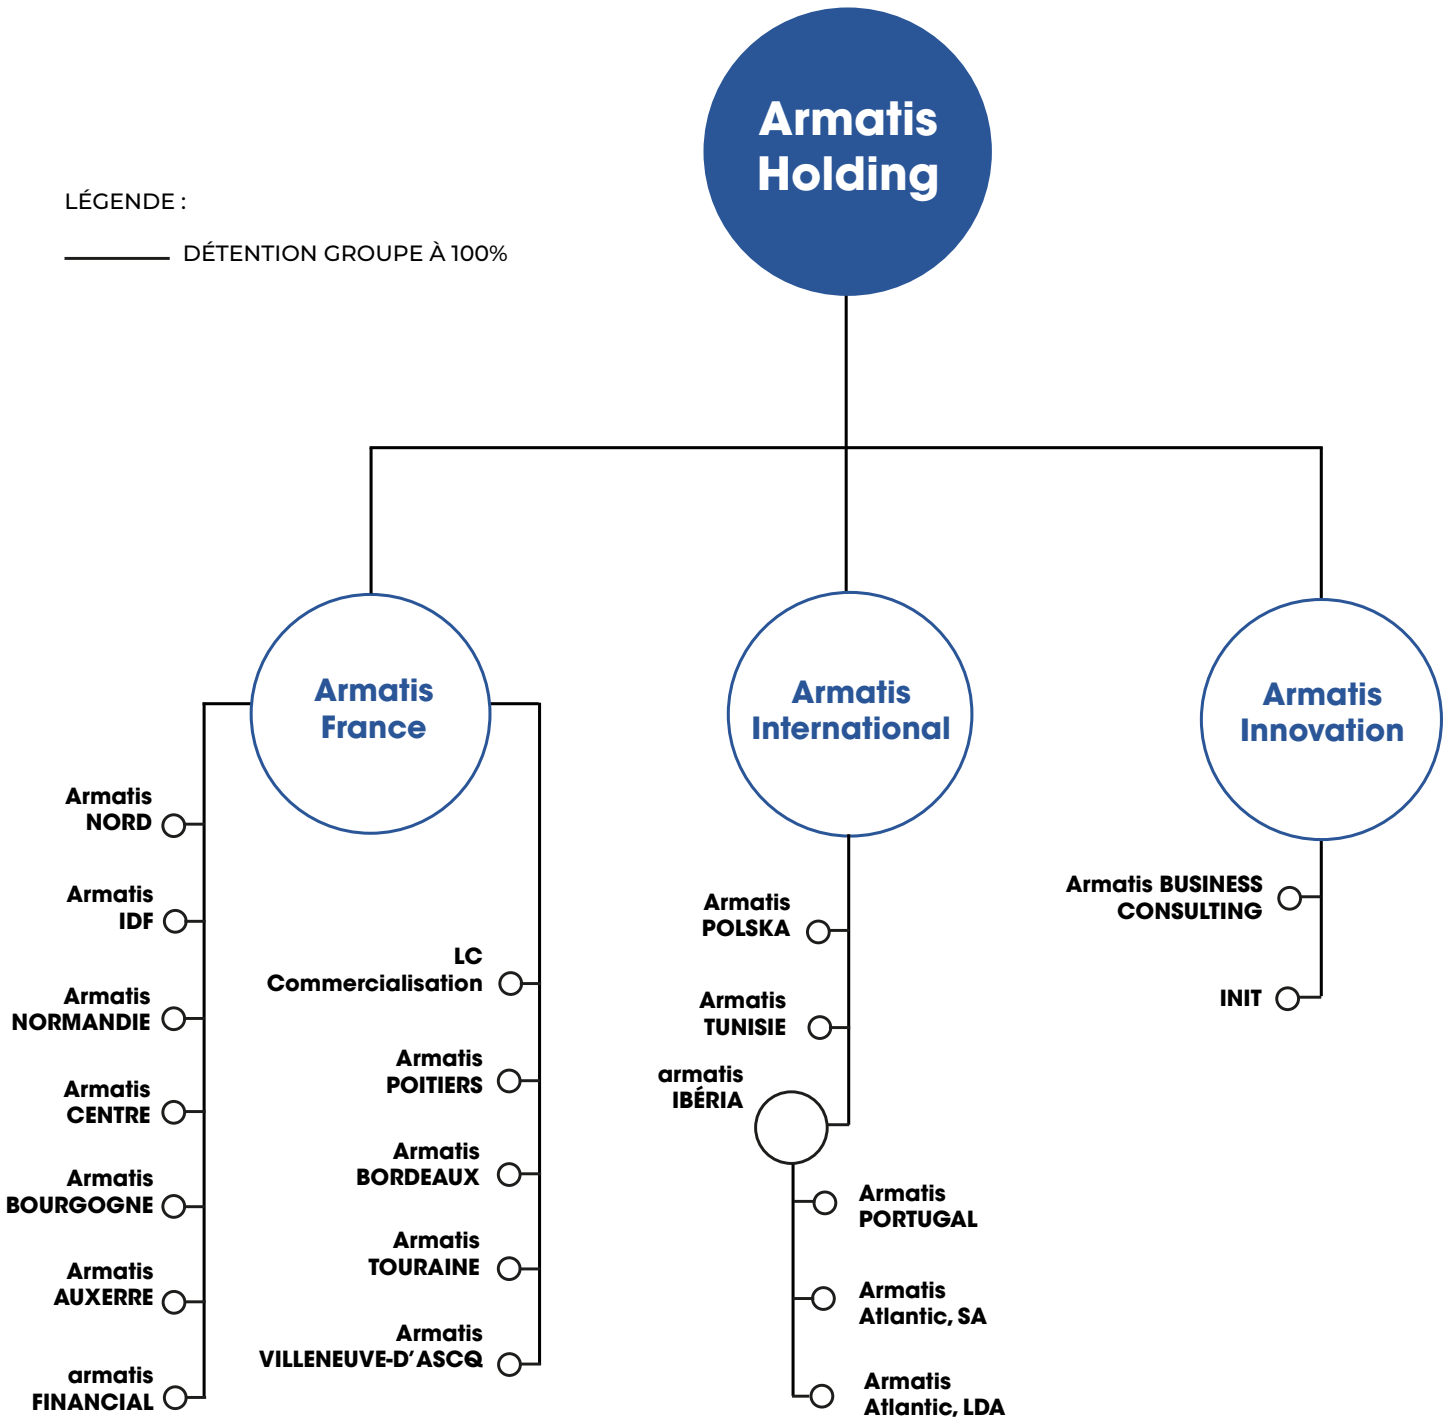 Armatis
Holding
LÉGENDE :
DÉTENTION GROUPE À 100%
Armatis
France
Armatis
International
Armatis
Innovation
Armatis
NORD
Armatis
IDF
Armatis
NORMANDIE
Armatis
CENTRE
Armatis
BOURGOGNE
Armatis
AUXERRE
armatis
FINANCIAL
LC
Commercialisation
Armatis
POITIERS
Armatis
BORDEAUX
Armatis
TOURAINE
Armatis
VILLENEUVE-D'ASCQ
Armatis
POLSKA
Armatis
TUNISIE
armatis
IBÉRIA
Armatis
PORTUGAL
Armatis
Atlantic, SA
Armatis
Atlantic, LDA
Armatis BUSINESS
CONSULTING
INIT